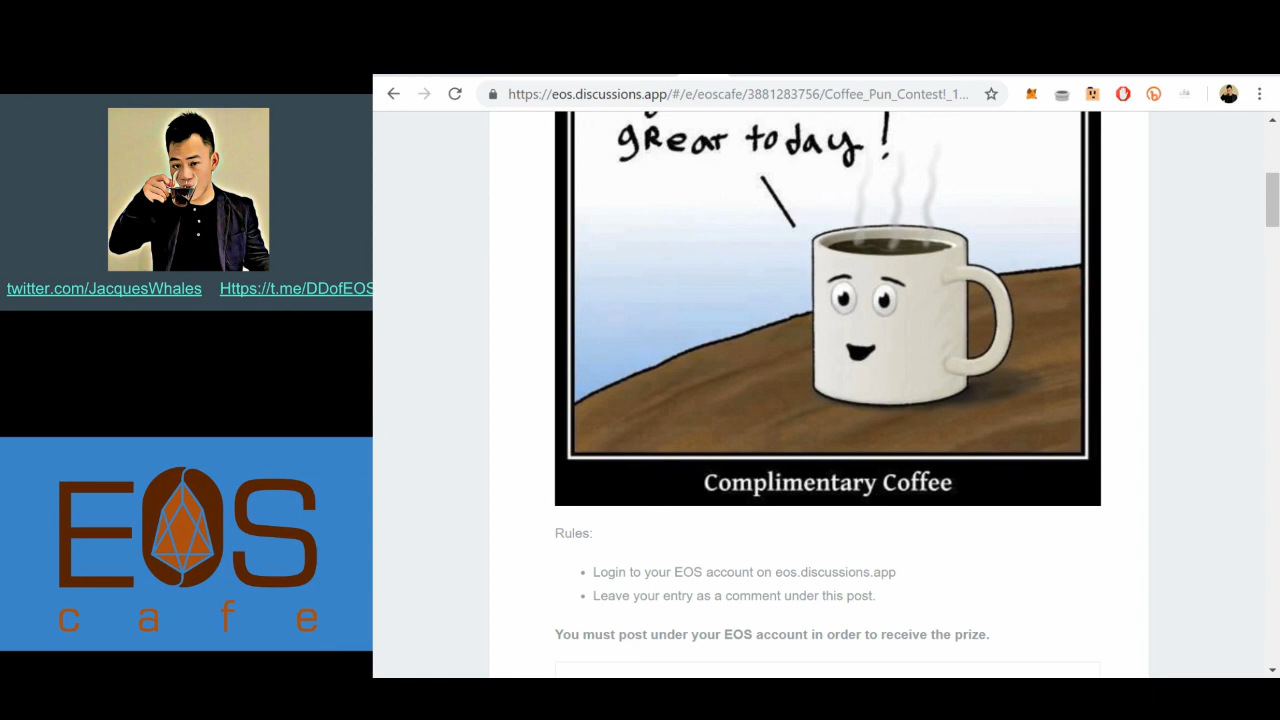 https://eos.discussions.app/#/e/eoscafe/3881283756/Coffee_Pun_Contest!_1...
great today!
twitter.com/JacquesWhales Https://t.me/DDofEOS
Complimentary Coffee
Rules:
• Login to your EOS account on eos.discussions.app
• Leave your entry as a comment under this post.
You must post under your EOS account in order to receive the prize.
EOS
cafe